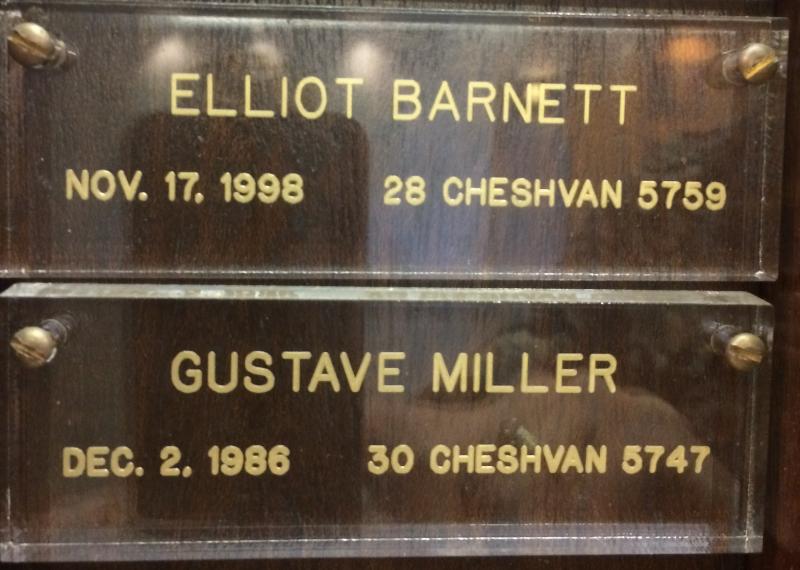 ELLIOT BARNETT
NOV. 17, 1998 28 CHESHVAN 5759
GUSTAVE MILLER
DEC. 2, 1986 30 CHESHVAN 5747